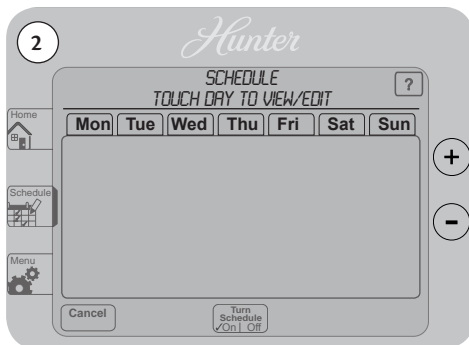 2
Hunter
SCHEDULE
TOUCH DAY TO VIEW/EDIT
?
Home
Mon Tue Wed Thu Fri Sat Sun
+
Schedule
-
Menu
Cancel
Turn
Schedule
✓On | Off